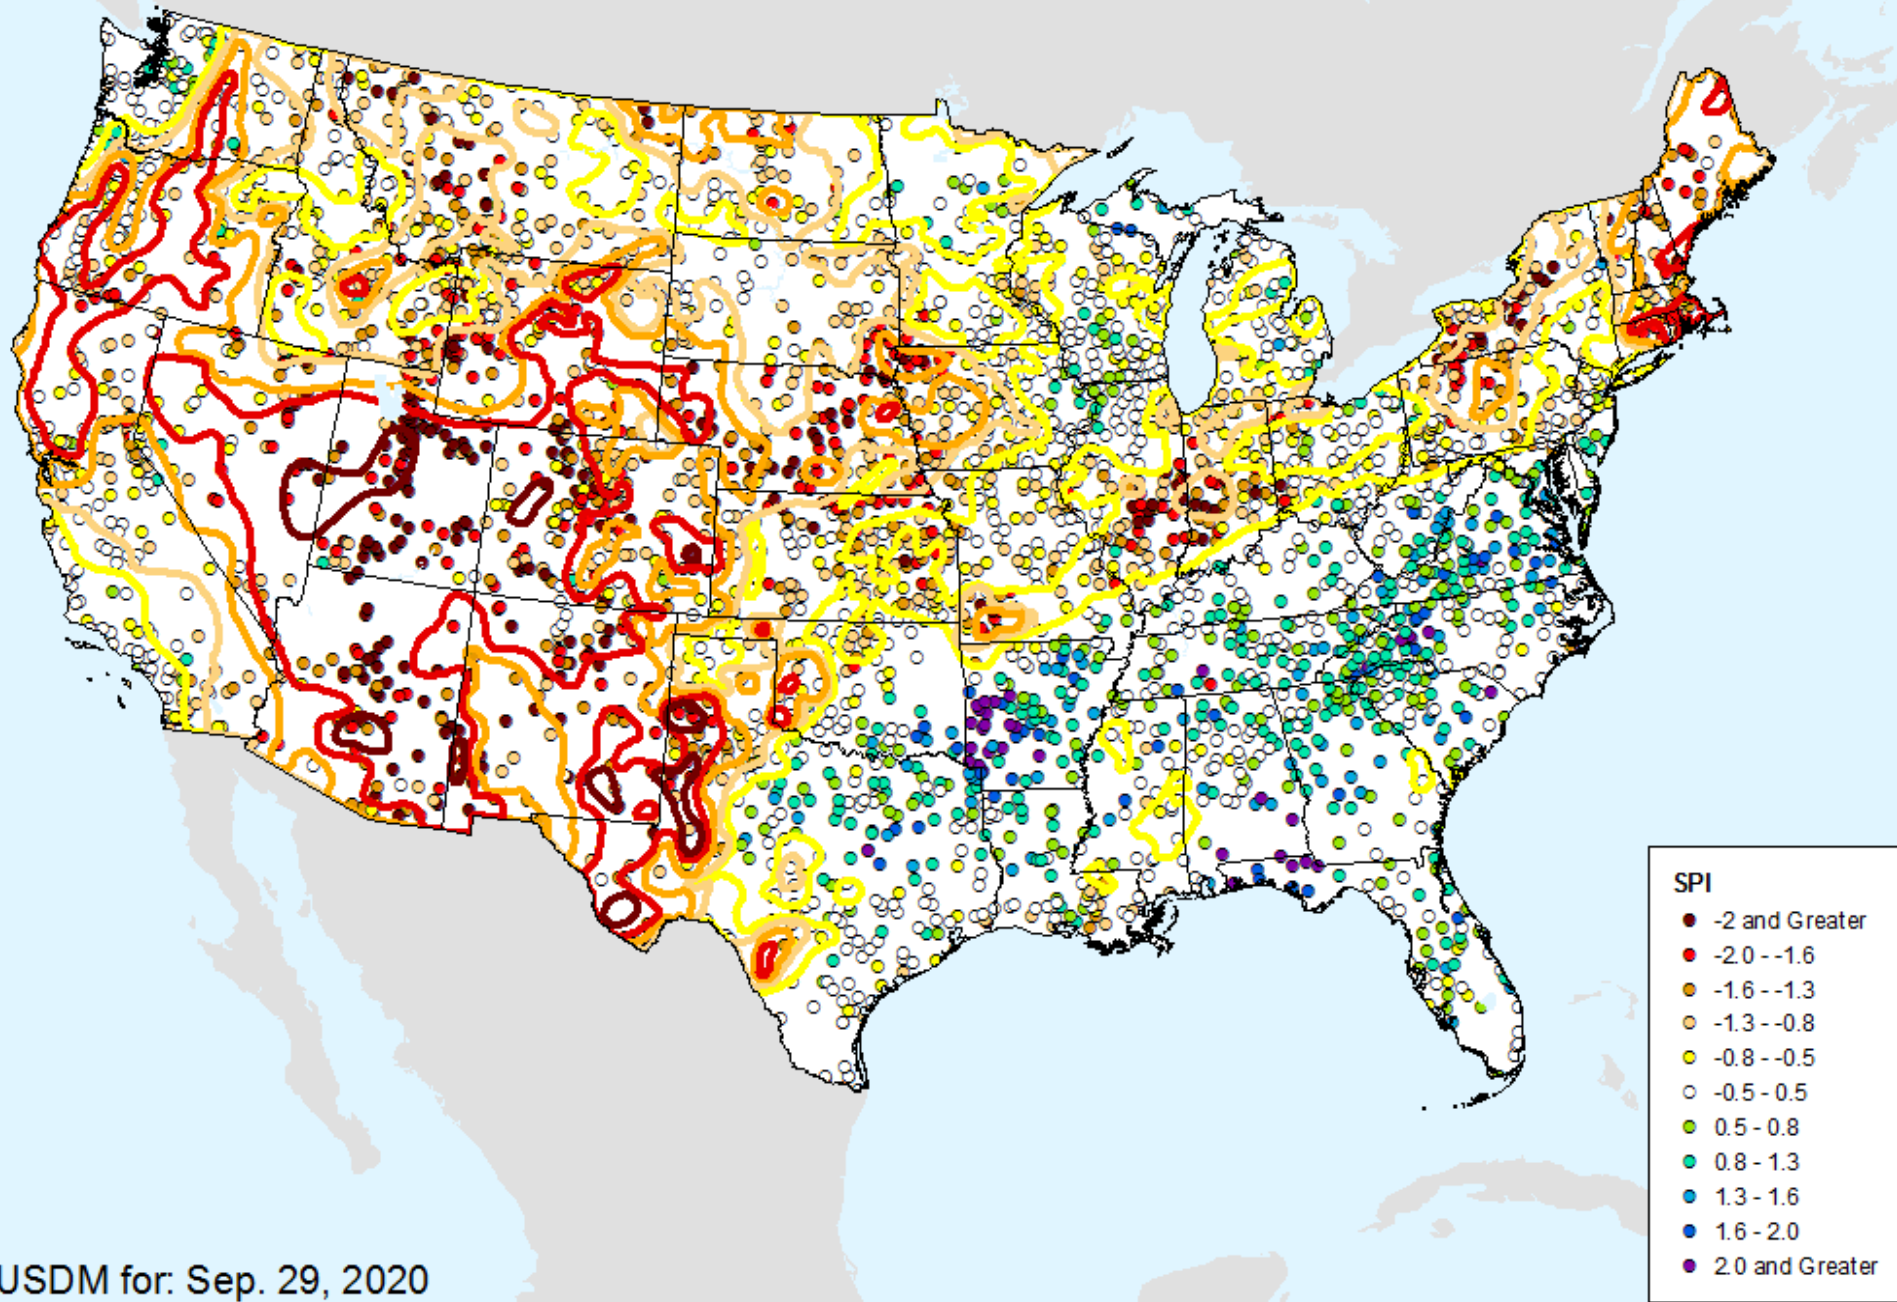 SPI
-2 and Greater
-2.0 - -1.6
-1.6 - -1.3
-1.3 - -0.8
-0.8 - -0.5
-0.5 - 0.5
0.5 - 0.8
0.8 - 1.3
1.3 - 1.6
1.6 - 2.0
2.0 and Greater
USDM for: Sep. 29, 2020